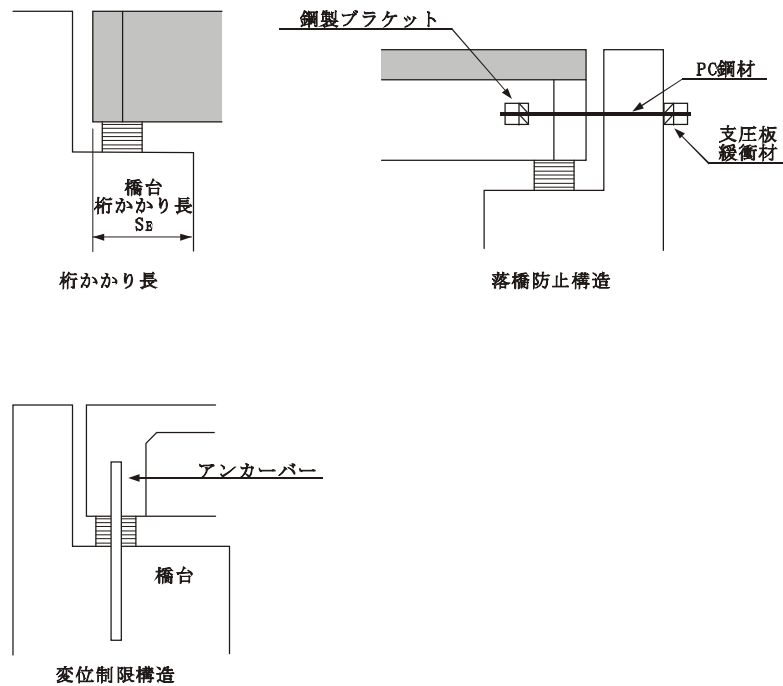 橋台
桁かかり長
SE
桁かかり長
鋼製ブラケット
PC鋼材
支圧板
緩衝材
落橋防止構造
アンカーバー
橋台
変位制限構造